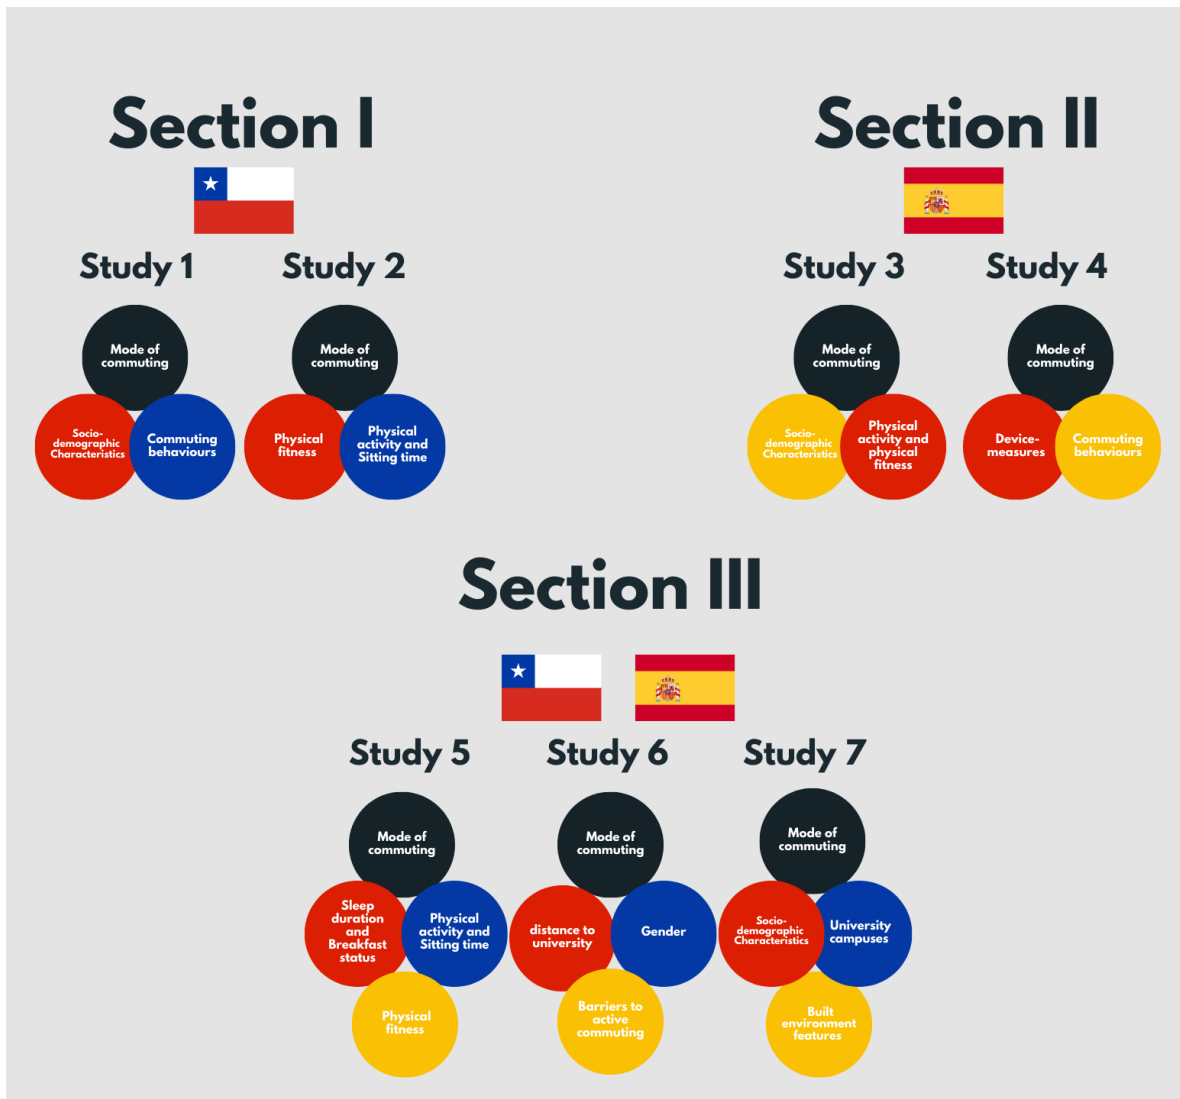 Section I
Section II
Study 1
Study 2
Study 3
Study 4
Mode of
commuting
Socio-
demographic
Characteristics
Commuting
behaviours
Mode of
commuting
Physical
fitness
Physical
activity and
Sitting time
Mode of
commuting
Socio-
demographic
Characteristics
Physical
activity and
physical
fitness
Mode of
commuting
Device-
measures
Commuting
behaviours
Section III
Study 5
Study 6
Study 7
Mode of
commuting
Sleep
duration
and
Breakfast
status
Physical
activity and
Sitting time
Physical
fitness
Mode of
commuting
distance to
university
Gender
Barriers to
active
commuting
Mode of
commuting
Socio-
demographic
Characteristics
University
campuses
Built
environment
features